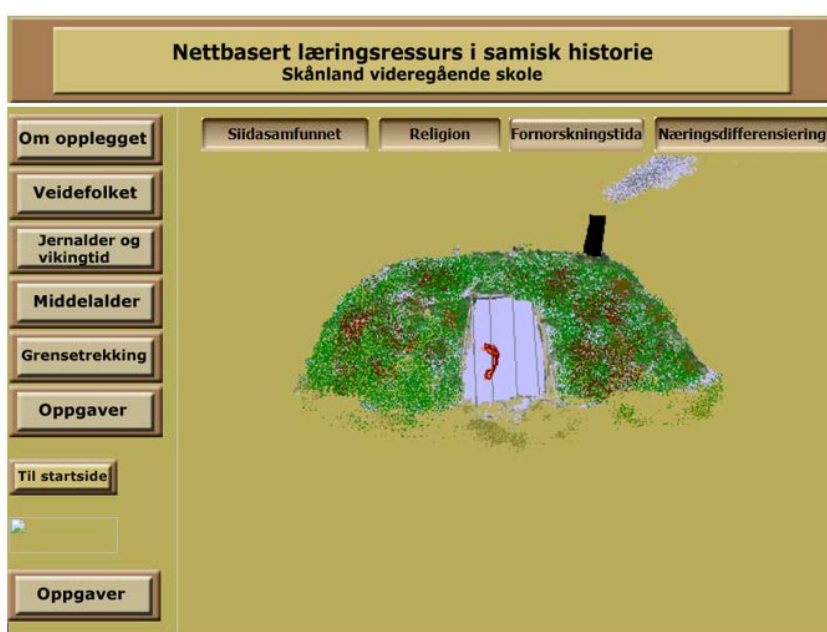 Nettbasert læringsressurs i samisk historie
Skånland videregående skole
Om opplegget
Veidefolket
Jernalder og
vikingtid
Middelalder
Grensetrekking
Oppgaver
Til startside
Oppgaver
Siidasamfunnet
Religion
Fornorskningstida
Næringsdifferensiering